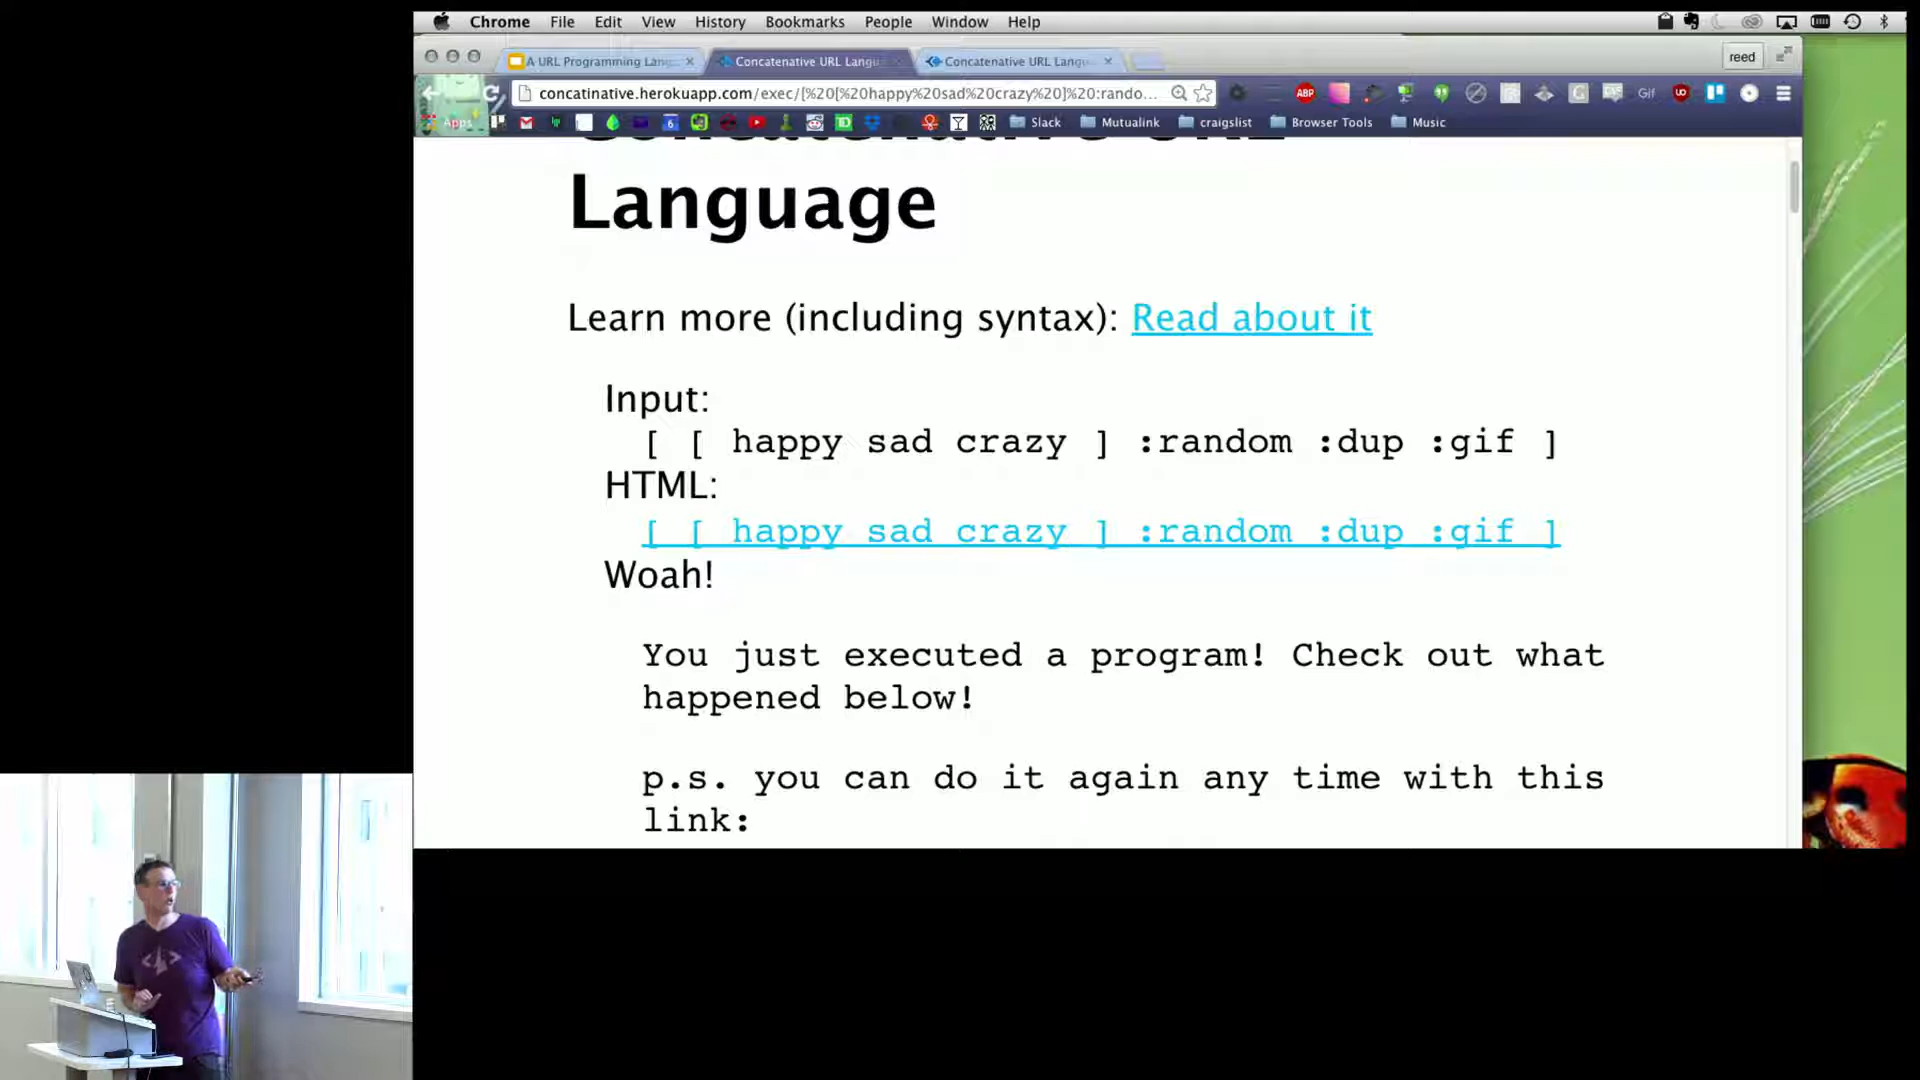 Chrome File Edit View History Bookmarks People Window Help
A URL Programming Lang
Concatenative URL Langu
Concatenative URL Langu
reed
concatinative.herokuapp.com/exec/[%20[%20happy%20sad%20crazy%20]%20:rando...
ABP
Gif
Apps
6
TD
Slack
Mutualink
craigslist
Browser Tools
Music
Language
Learn more (including syntax): Read about it
Input:
[ [ happy sad crazy ] :random :dup :gif ]
HTML:
[ [ happy sad crazy ] :random :dup :gif ]
Woah!
You just executed a program! Check out what
happened below!
p.s. you can do it again any time with this
link: